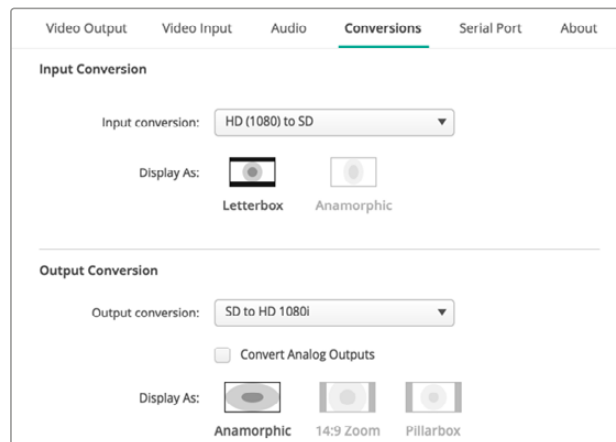 Video Output Video Input Audio Conversions Serial Port About
Input Conversion
Input conversion: HD (1080) to SD
Display As:
Letterbox Anamorphic
Output Conversion
Output conversion: SD to HD 1080i
Convert Analog Outputs
Display As:
Anamorphic 14:9 Zoom Pillarbox